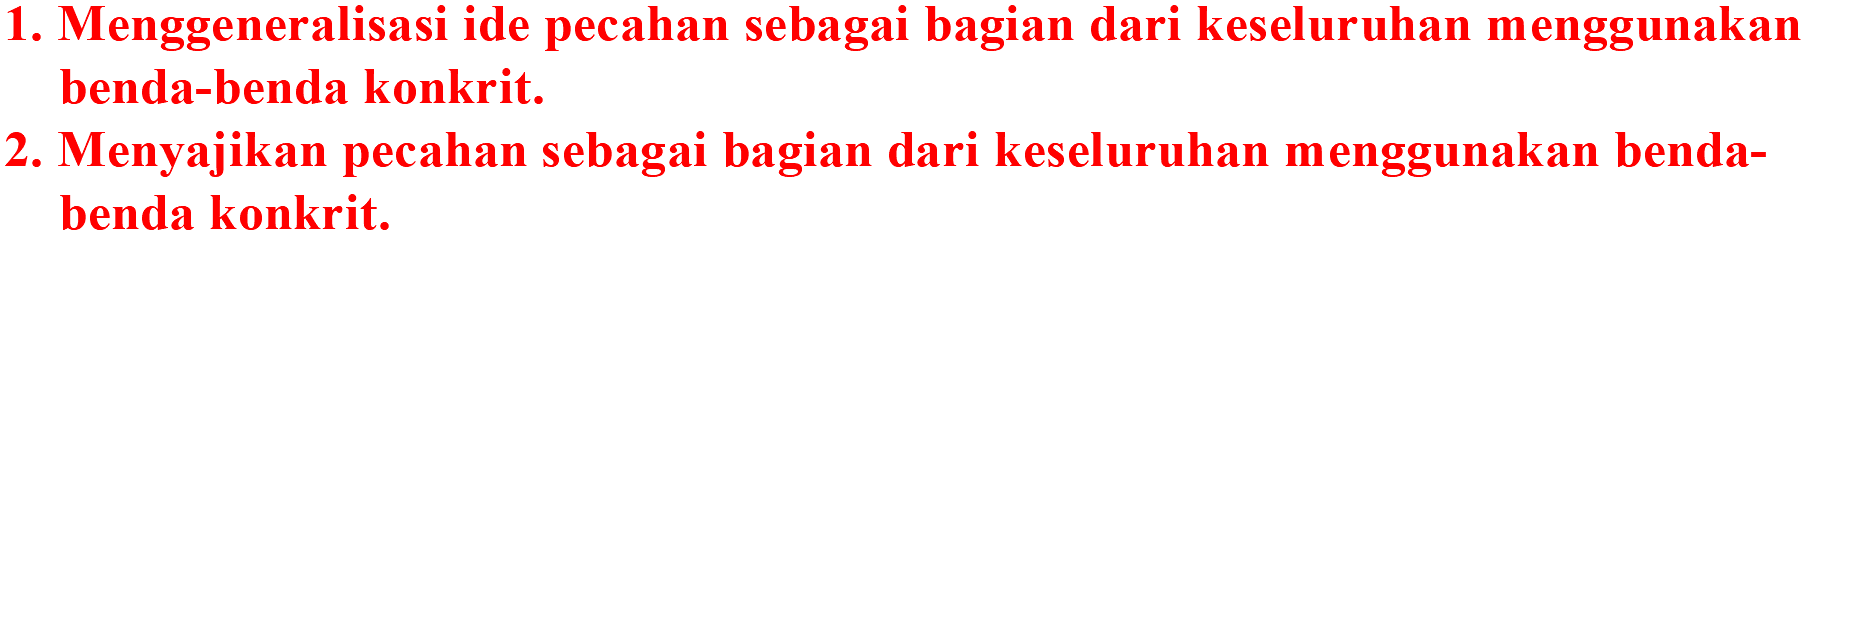 1. Menggeneralisasi ide pecahan sebagai bagian dari keseluruhan menggunakan
benda-benda konkrit.
2. Menyajikan pecahan sebagai bagian dari keseluruhan menggunakan benda-
benda konkrit.